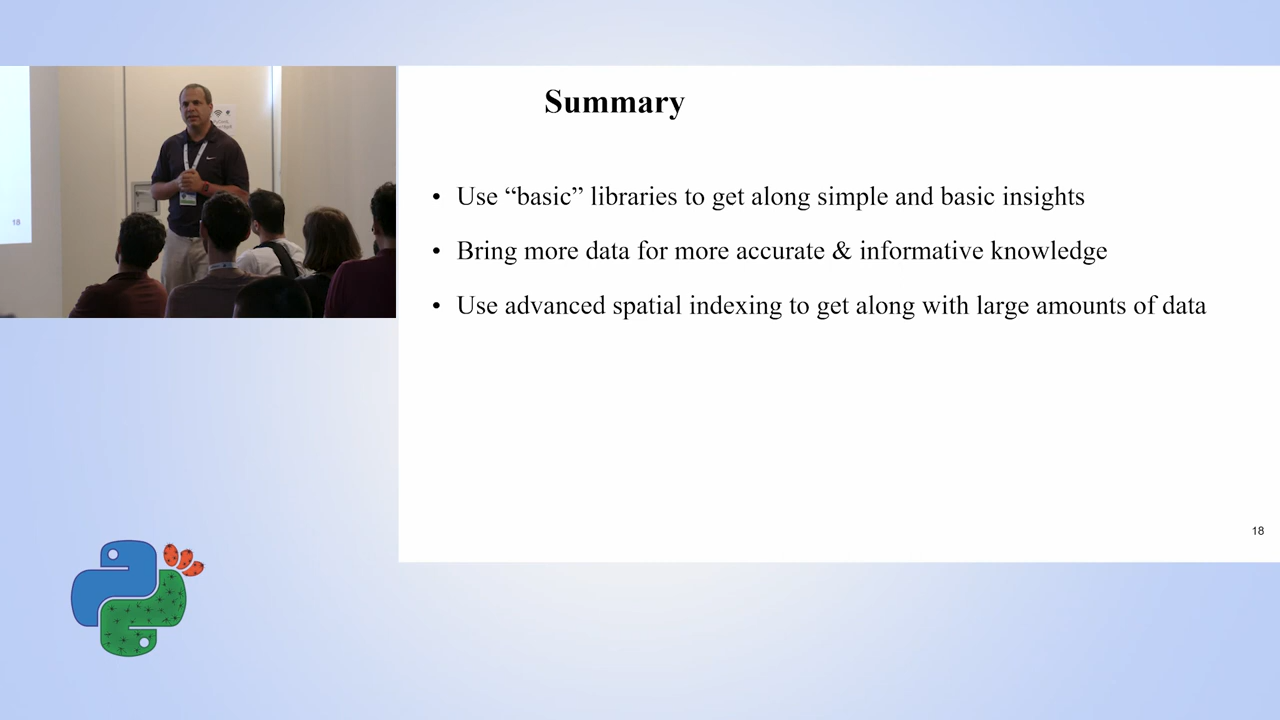 Summary
• Use “basic” libraries to get along simple and basic insights
• Bring more data for more accurate & informative knowledge
• Use advanced spatial indexing to get along with large amounts of data
18
18